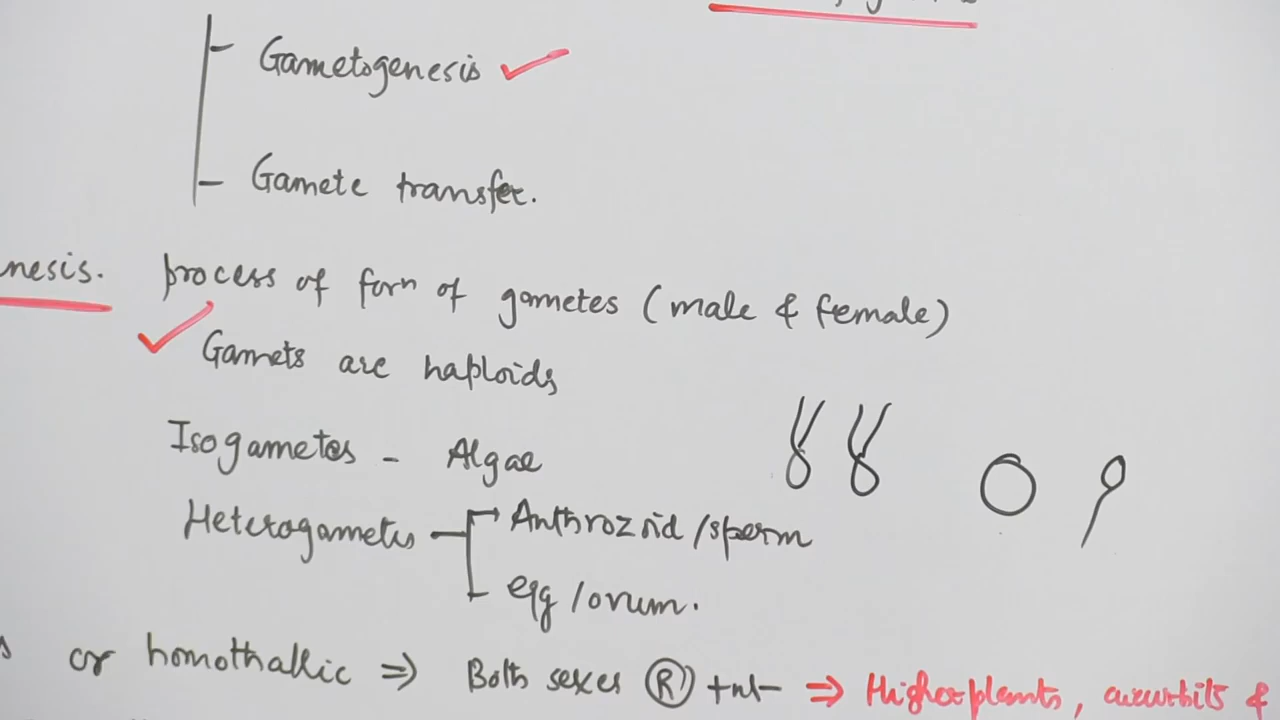 Gametogenesis
Gamete transfer.
nesis. process of forn of gametes (male & female)
Gamets are haploids
Isogametes - Algae
Heterogametes Anthrozoid /sperm
egg /ovum.
or homothallic ⇒ Both sexes Ⓡ ⇒ Higher plants, cucurbits &